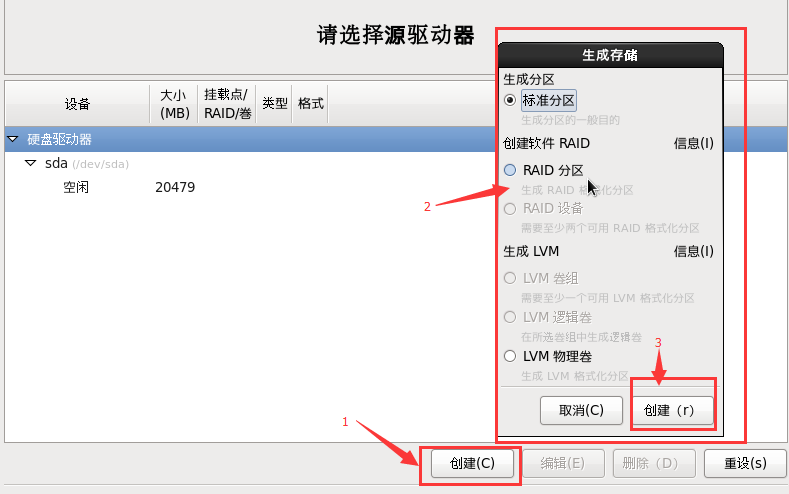 请选择源驱动器
设备
大小
(MB)
挂载点/
RAID/卷
类型
格式
硬盘驱动器
sda (/dev/sda)
空闲
20479
生成存储
生成分区
标准分区
生成分区的一般目的
创建软件 RAID
信息(I)
RAID 分区
生成 RAID 格式化分区
RAID 设备
需要至少两个可用 RAID 格式化分区
生成 LVM
信息(I)
LVM 卷组
需要至少一个可用 LVM 格式化分区
LVM 逻辑卷
在所选卷组中生成逻辑卷
LVM 物理卷
生成 LVM 格式化分区
取消(C)
创建（r）
1
2
3
创建(C)
编辑(E)
删除（D）
重设(s)